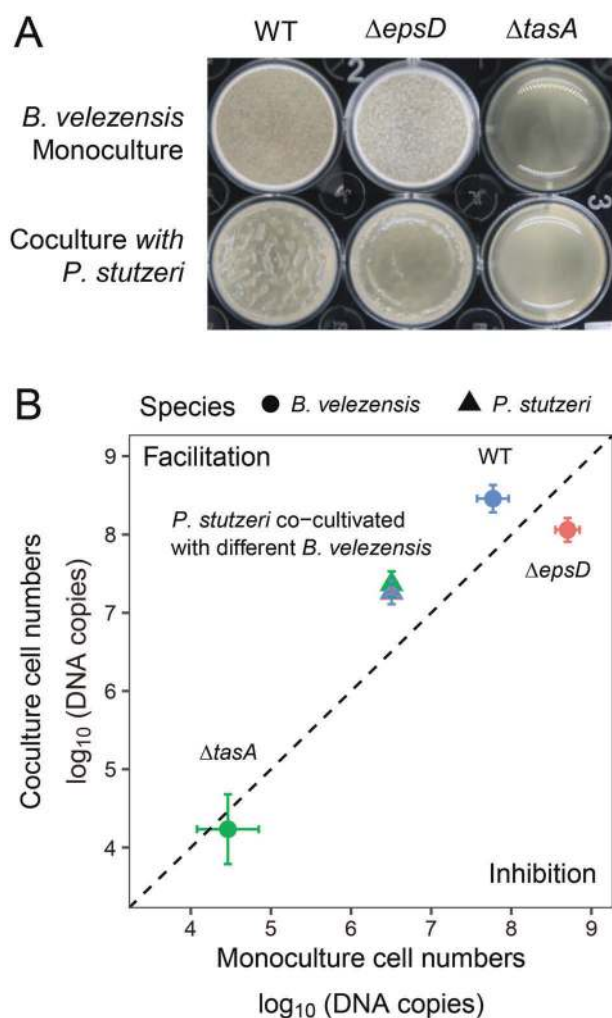 A
WT ΔepsD ΔtasA
B. velezensis
Monoculture
Coculture with
P. stutzeri
2
3
B
Species ● B. velezensis ▲ P. stutzeri
Facilitation
WT
P. stutzeri co−cultivated
with different B. velezensis
ΔepsD
ΔtasA
Inhibition
Coculture cell numbers
log₁₀ (DNA copies)
9
8
7
6
5
4
4 5 6 7 8 9
Monoculture cell numbers
log₁₀ (DNA copies)